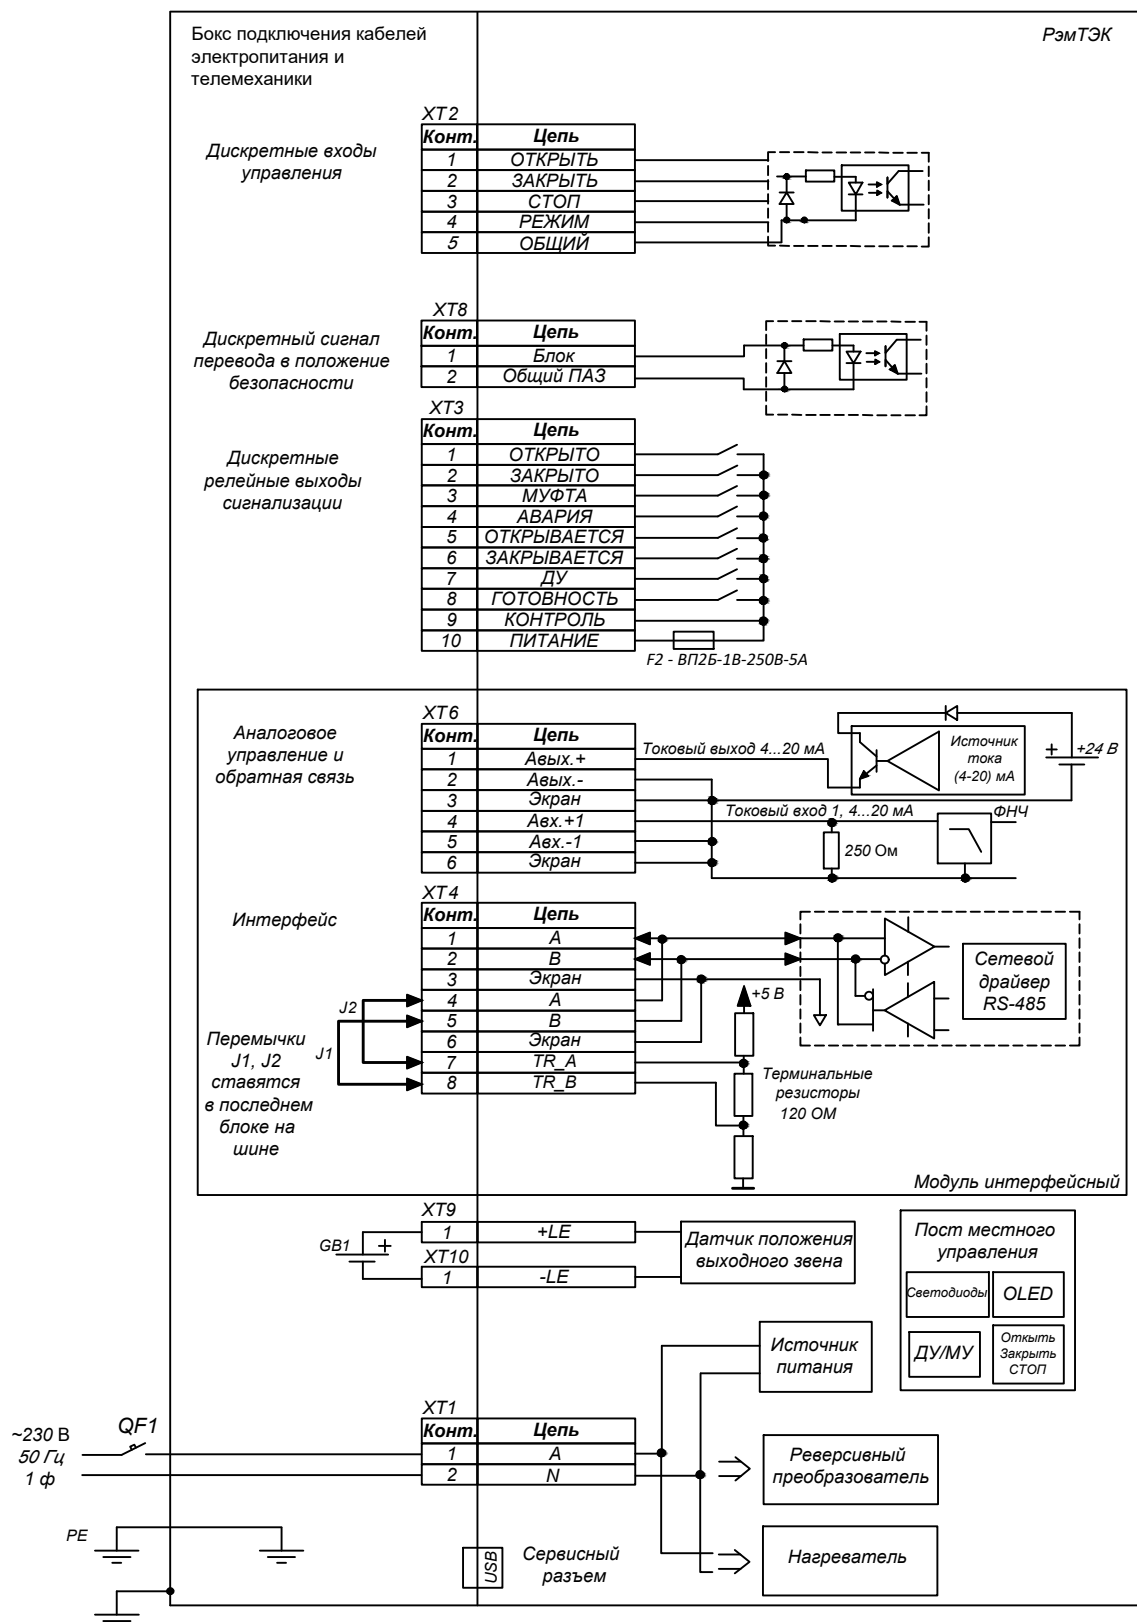 Бокс подключения кабелей
электропитания и
телемеханики
РэмТЭК
Дискретные входы
управления
XT2
Конт. Цепь
1 ОТКРЫТЬ
2 ЗАКРЫТЬ
3 СТОП
4 РЕЖИМ
5 ОБЩИЙ
Дискретный сигнал
перевода в положение
безопасности
XT8
Конт. Цепь
1 Блок
2 Общий ПАЗ
Дискретные
релейные выходы
сигнализации
XT3
Конт. Цепь
1 ОТКРЫТО
2 ЗАКРЫТО
3 МУФТА
4 АВАРИЯ
5 ОТКРЫВАЕТСЯ
6 ЗАКРЫВАЕТСЯ
7 ДУ
8 ГОТОВНОСТЬ
9 КОНТРОЛЬ
10 ПИТАНИЕ
F2 - ВП2Б-1В-250В-5А
Аналоговое
управление и
обратная связь
XT6
Конт. Цепь
1 Авых.+
2 Авых.-
3 Экран
4 Авх.+1
5 Авх.-1
6 Экран
Токовый выход 4...20 мА
Источник
тока
(4-20) мА
+
+24 В
Токовый вход 1, 4...20 мА
ФНЧ
250 Ом
Интерфейс
XT4
Конт. Цепь
1 A
2 B
3 Экран
4 A
5 B
6 Экран
7 TR_A
8 TR_B
J2
J1
Перемычки
J1, J2
ставятся
в последнем
блоке на
шине
+5 В
Терминальные
резисторы
120 ОМ
Сетевой
драйвер
RS-485
Модуль интерфейсный
XT9
1 +LE
GB1
+
XT10
1 -LE
Датчик положения
выходного звена
Пост местного
управления
Светодиоды
OLED
ДУ/МУ
Откыть
Закрыть
СТОП
Источник
питания
~230 В
50 Гц
1 ф
QF1
XT1
Конт. Цепь
1 A
2 N
Реверсивный
преобразователь
PE
USB
Сервисный
разъем
Нагреватель